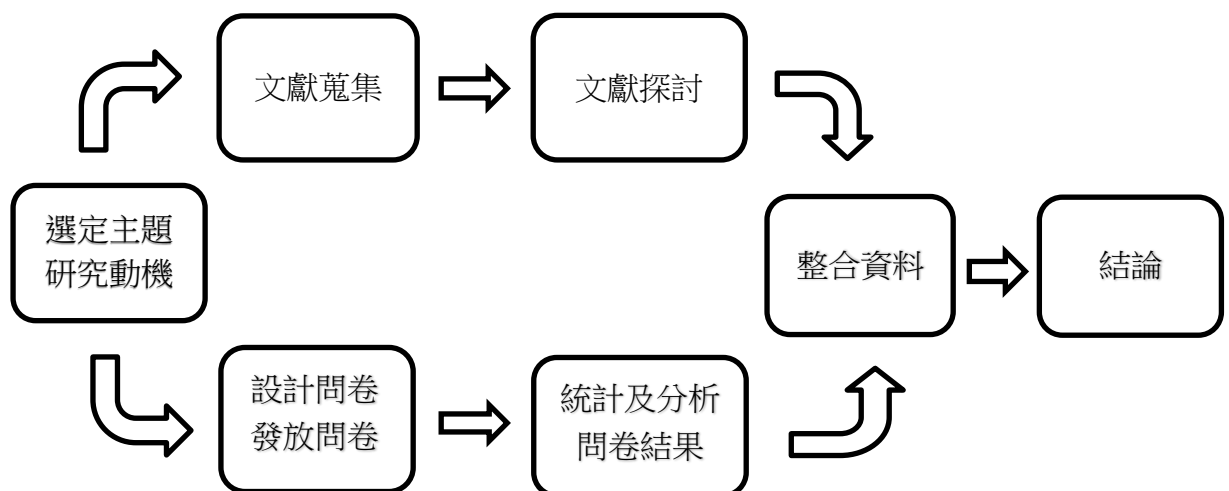 選定主題
研究動機
文獻蒐集
文獻探討
設計問卷
發放問卷
統計及分析
問卷結果
整合資料
結論